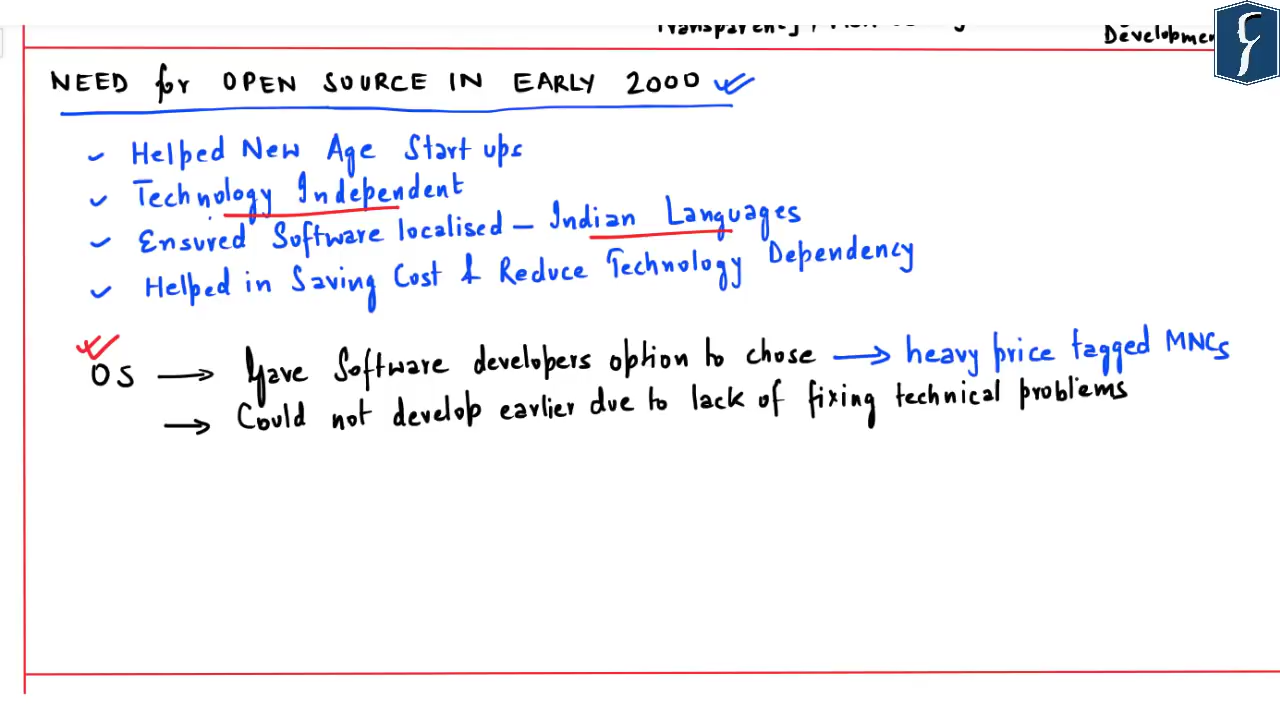 Development
NEED for OPEN SOURCE IN EARLY 2000
Helped New Age Start ups
Technology Independent
Ensured Software localised – Indian Languages
Helped in Saving Cost & Reduce Technology Dependency
OS → Gave Software developers option to chose → heavy price tagged MNCs
→ Could not develop earlier due to lack of fixing technical problems